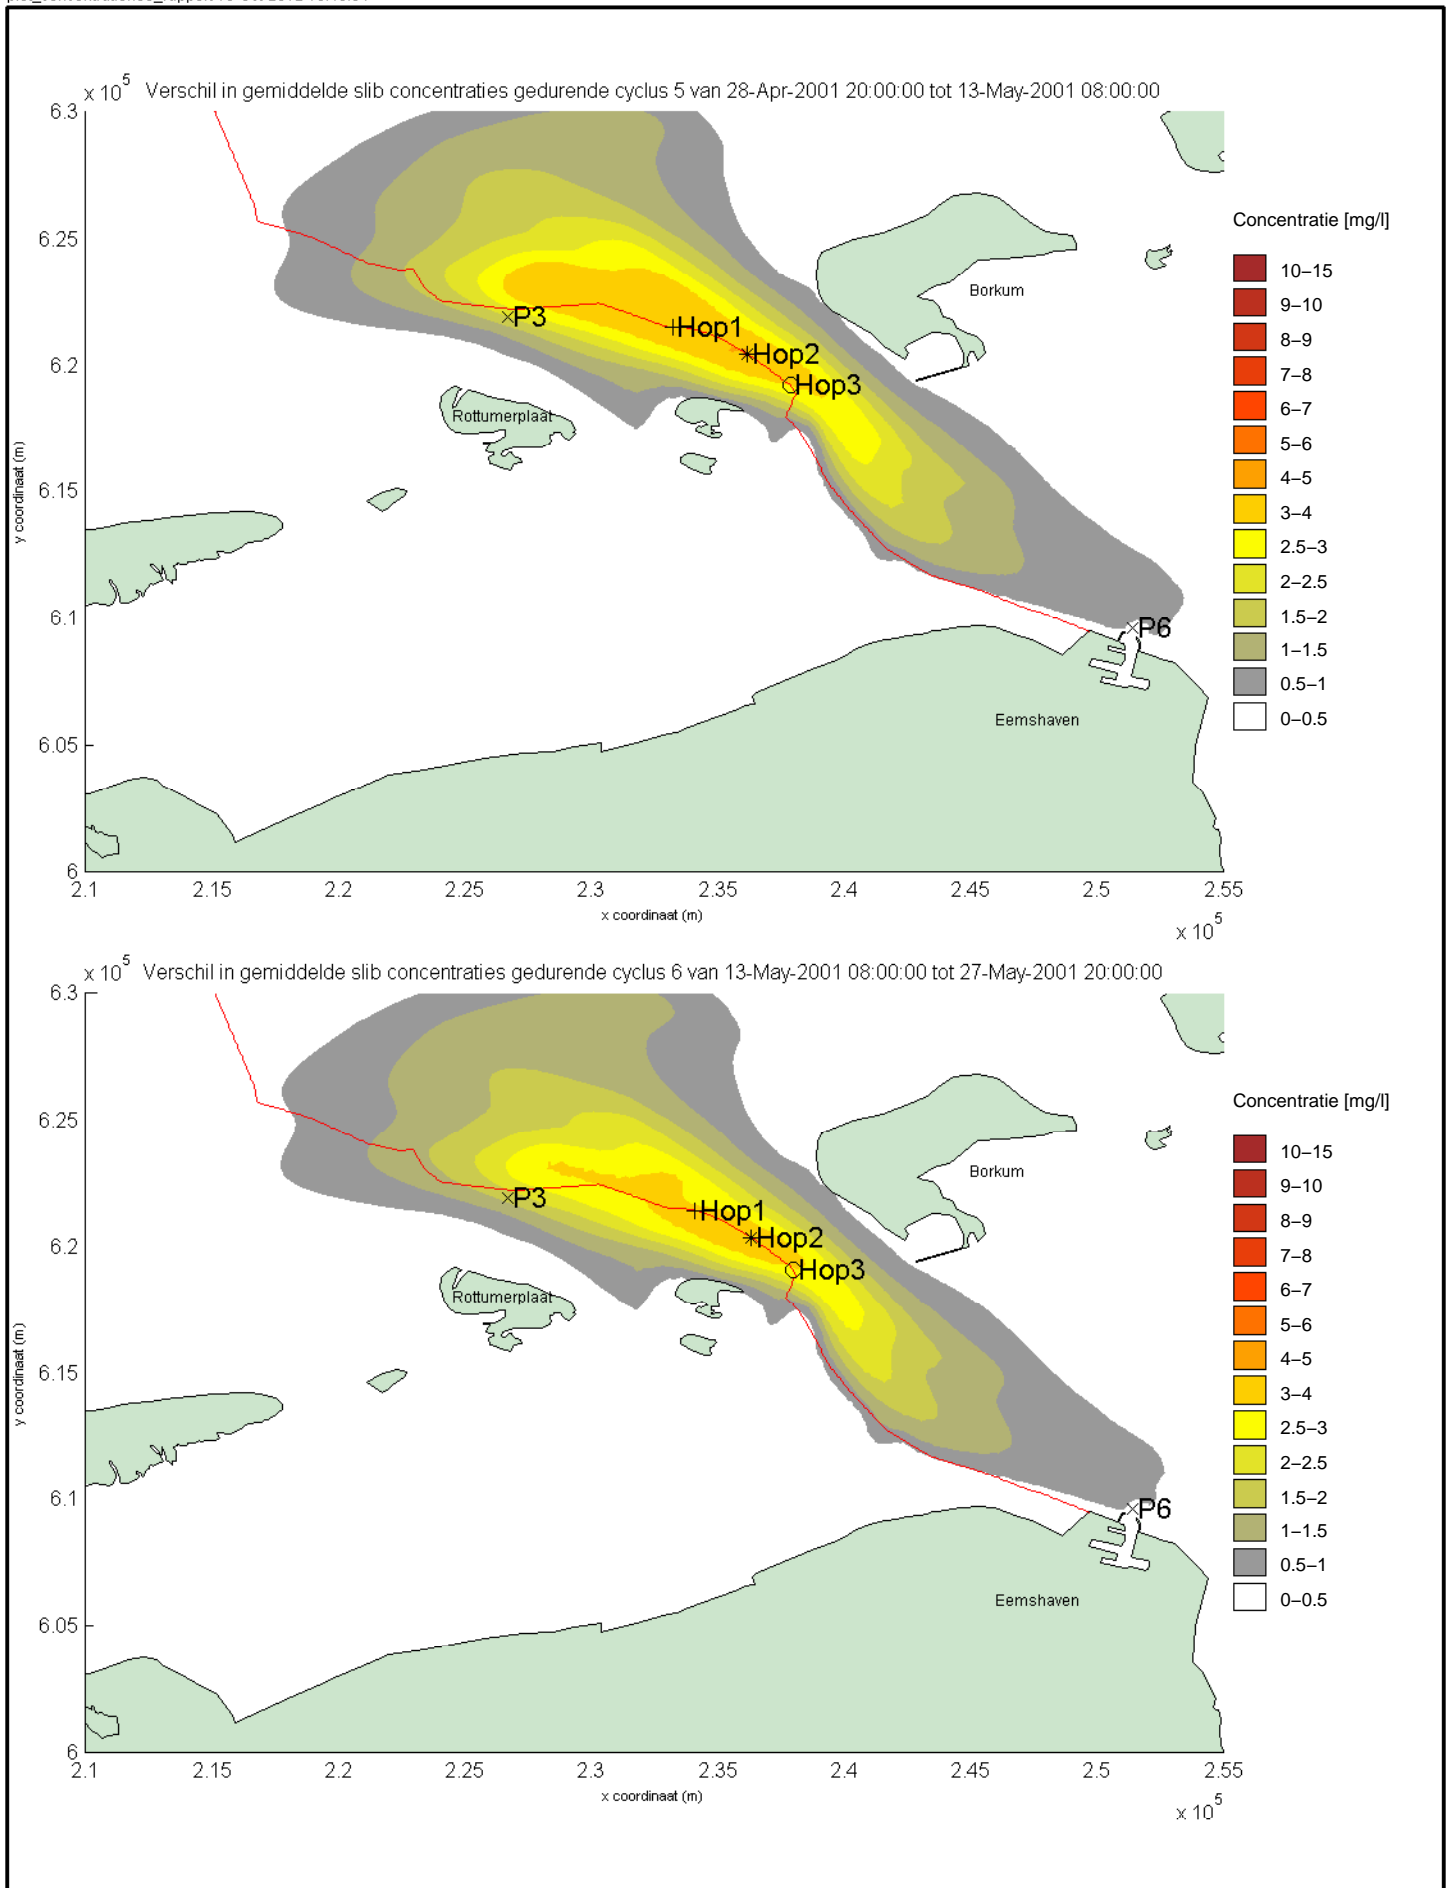 x 10^5 Verschil in gemiddelde slib concentraties gedurende cyclus 5 van 28-Apr-2001 20:00:00 tot 13-May-2001 08:00:00
6.3
6.25
6.2
6.15
6.1
6.05
6
y coordinaat (m)
Borkum
P3
Hop1
Hop2
Hop3
Rottumerplaat
P6
Eemshaven
2.1 2.15 2.2 2.25 2.3 2.35 2.4 2.45 2.5 2.55
x coordinaat (m)
x 10^5
Concentratie [mg/l]
10–15
9–10
8–9
7–8
6–7
5–6
4–5
3–4
2.5–3
2–2.5
1.5–2
1–1.5
0.5–1
0–0.5
x 10^5 Verschil in gemiddelde slib concentraties gedurende cyclus 6 van 13-May-2001 08:00:00 tot 27-May-2001 20:00:00
6.3
6.25
6.2
6.15
6.1
6.05
6
y coordinaat (m)
Borkum
P3
Hop1
Hop2
Hop3
Rottumerplaat
P6
Eemshaven
2.1 2.15 2.2 2.25 2.3 2.35 2.4 2.45 2.5 2.55
x coordinaat (m)
x 10^5
Concentratie [mg/l]
10–15
9–10
8–9
7–8
6–7
5–6
4–5
3–4
2.5–3
2–2.5
1.5–2
1–1.5
0.5–1
0–0.5